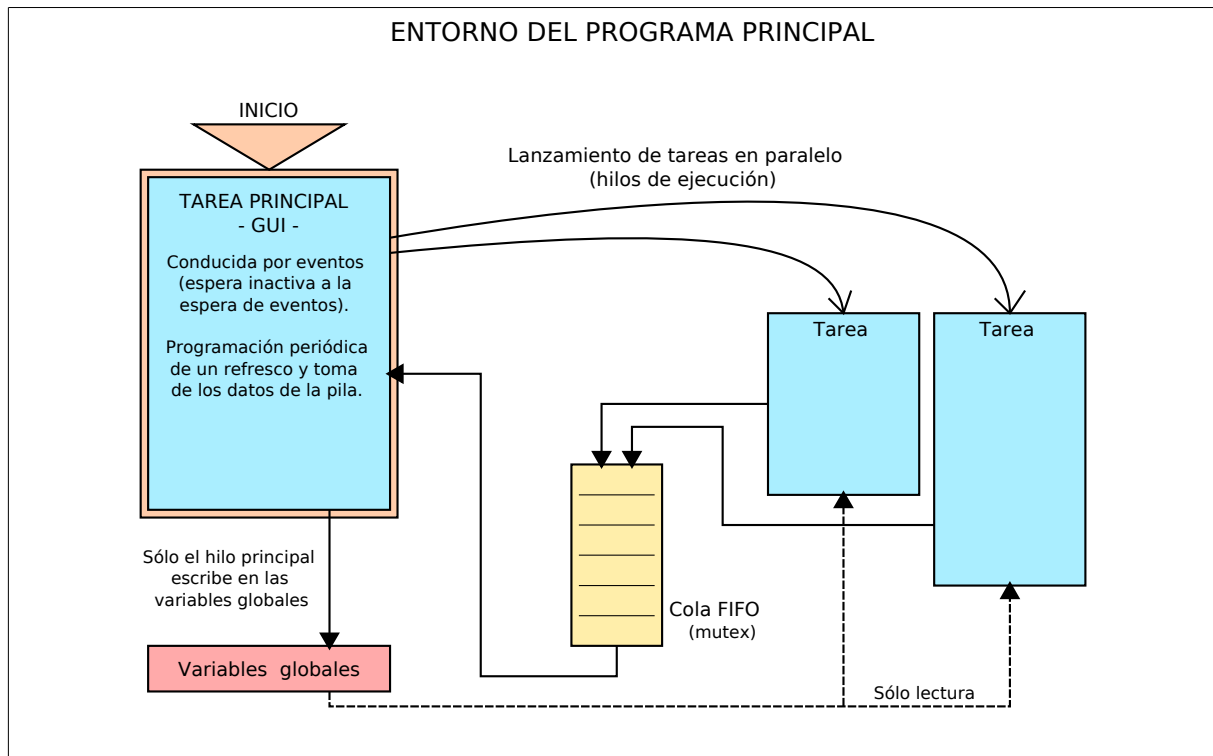 ENTORNO DEL PROGRAMA PRINCIPAL
INICIO
Lanzamiento de tareas en paralelo
(hilos de ejecución)
TAREA PRINCIPAL
- GUI -
Conducida por eventos
(espera inactiva a la
espera de eventos).
Programación periódica
de un refresco y toma
de los datos de la pila.
Tarea
Tarea
Sólo el hilo principal
escribe en las
variables globales
Cola FIFO
(mutex)
Variables globales
Sólo lectura